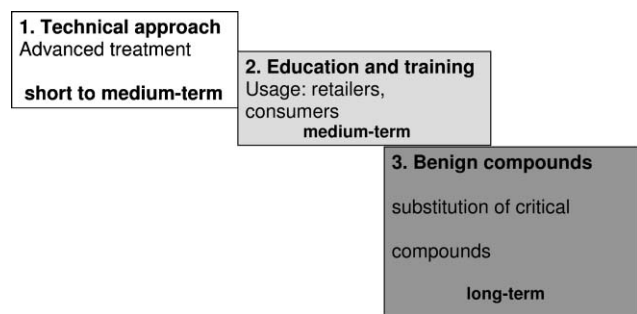 1. Technical approach
Advanced treatment
short to medium-term
2. Education and training
Usage: retailers,
consumers
medium-term
3. Benign compounds
substitution of critical
compounds
long-term